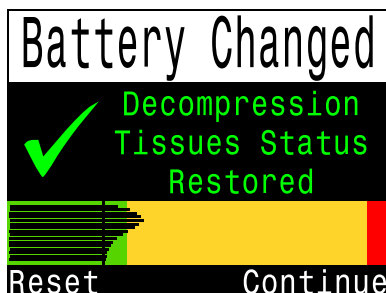 Battery Changed
Decompression
Tissues Status
Restored
Reset Continue